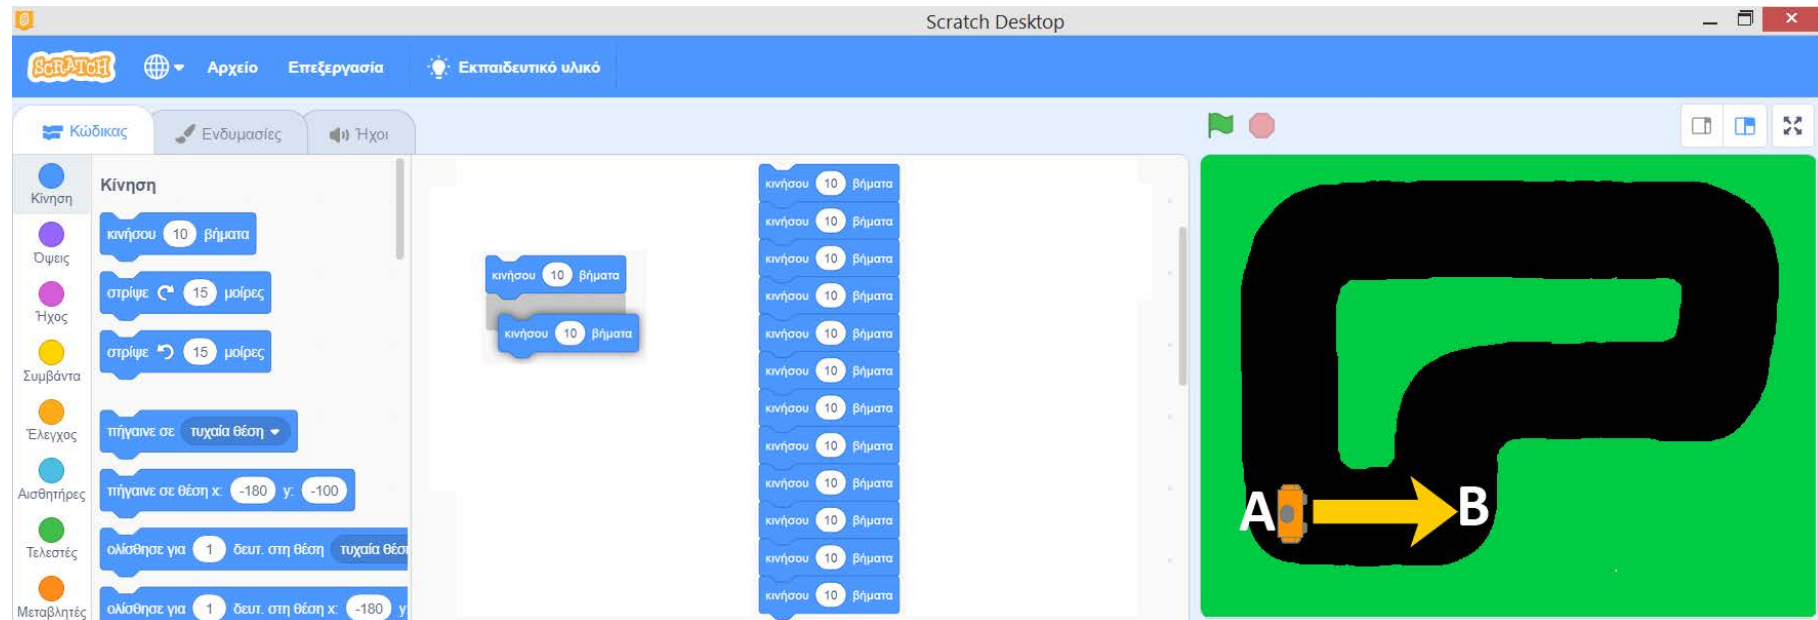 Scratch Desktop
SCRATCH
Αρχείο
Επεξεργασία
Εκπαιδευτικό υλικό
Κώδικας
Ενδυμασίες
Ήχοι
Κίνηση
Όψεις
Ήχος
Συμβάντα
Έλεγχος
Αισθητήρες
Τελεστές
Μεταβλητές
Κίνηση
κινήσου 10 βήματα
στρίψε 15 μοίρες
στρίψε 15 μοίρες
πήγαινε σε τυχαία θέση
πήγαινε σε θέση x: -180 y: -100
ολίσθησε για 1 δευτ. στη θέση τυχαία
ολίσθησε για 1 δευτ. στη θέση x: -180 y
κινήσου 10 βήματα
κινήσου 10 βήματα
κινήσου 10 βήματα
κινήσου 10 βήματα
κινήσου 10 βήματα
κινήσου 10 βήματα
κινήσου 10 βήματα
κινήσου 10 βήματα
κινήσου 10 βήματα
κινήσου 10 βήματα
κινήσου 10 βήματα
κινήσου 10 βήματα
κινήσου 10 βήματα
κινήσου 10 βήματα
A
B